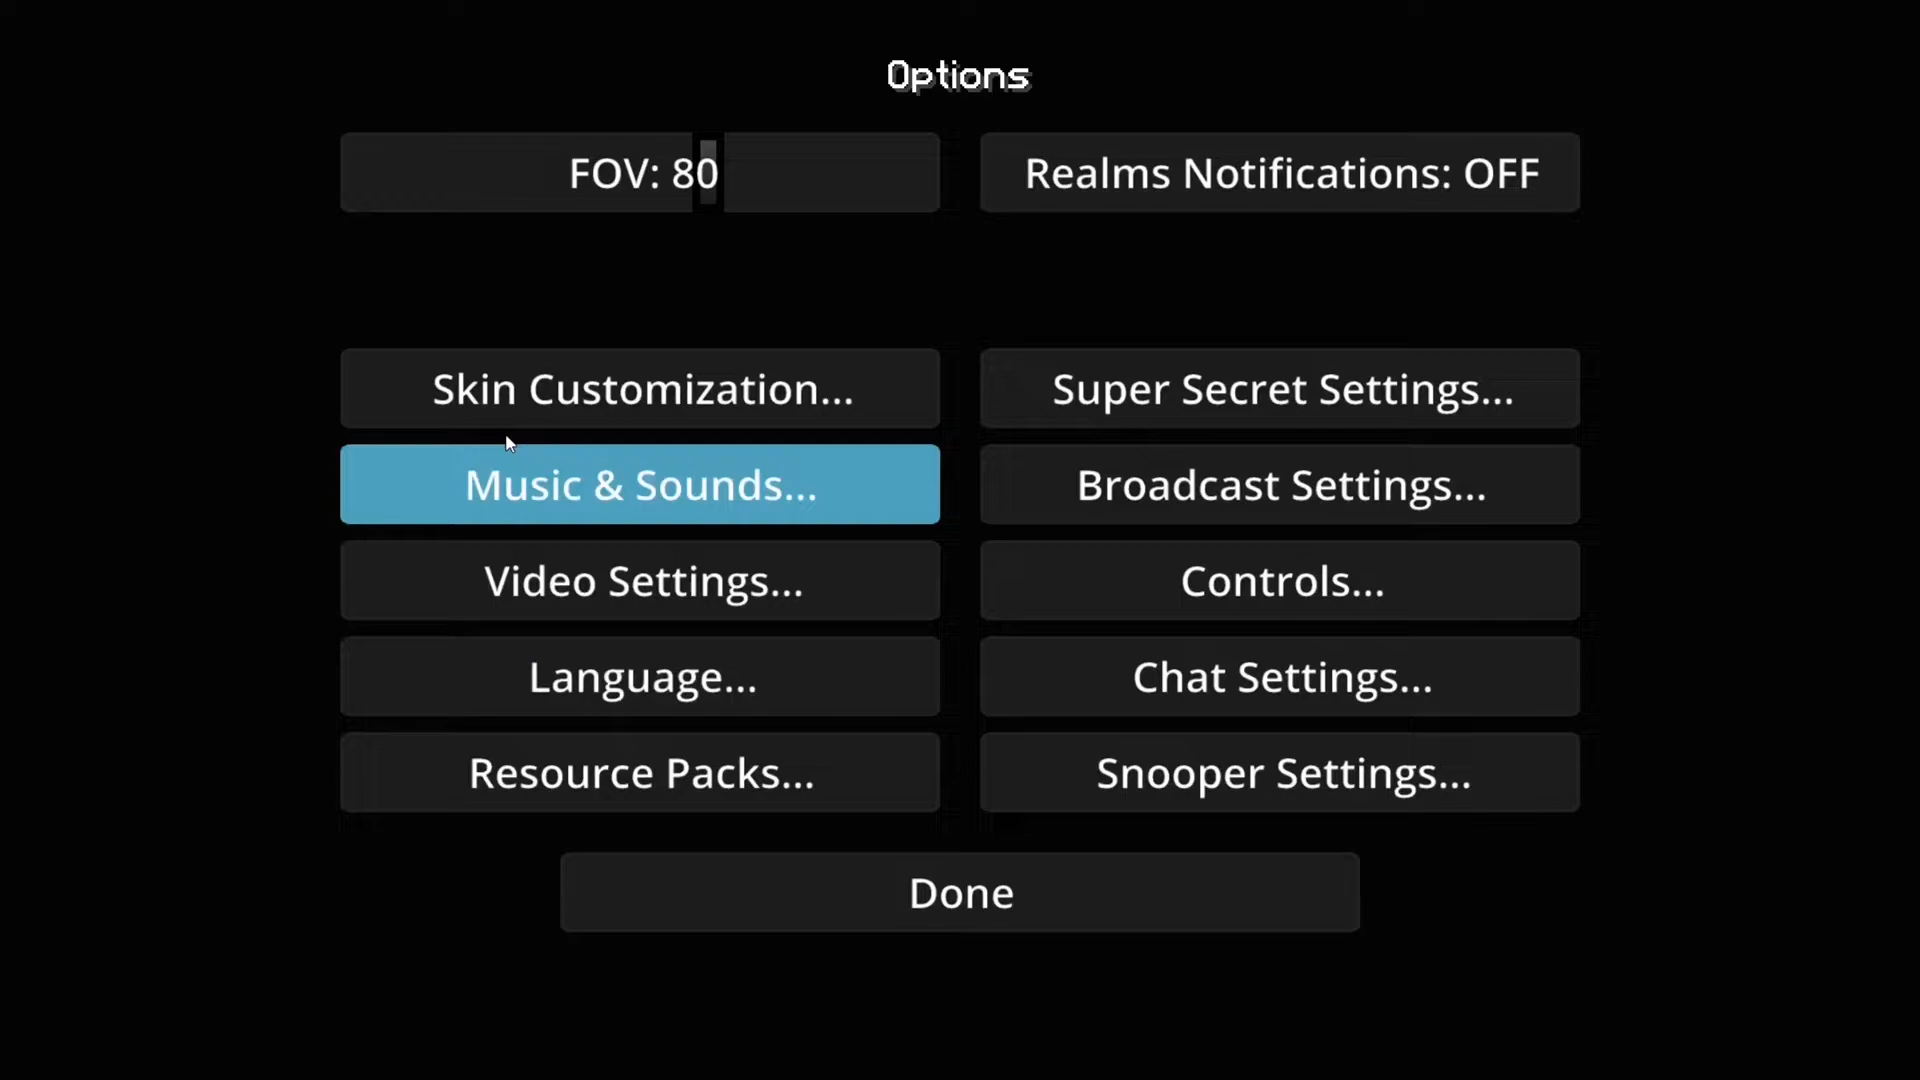 Options
FOV: 80
Realms Notifications: OFF
Skin Customization...
Super Secret Settings...
Music & Sounds...
Broadcast Settings...
Video Settings...
Controls...
Language...
Chat Settings...
Resource Packs...
Snooper Settings...
Done